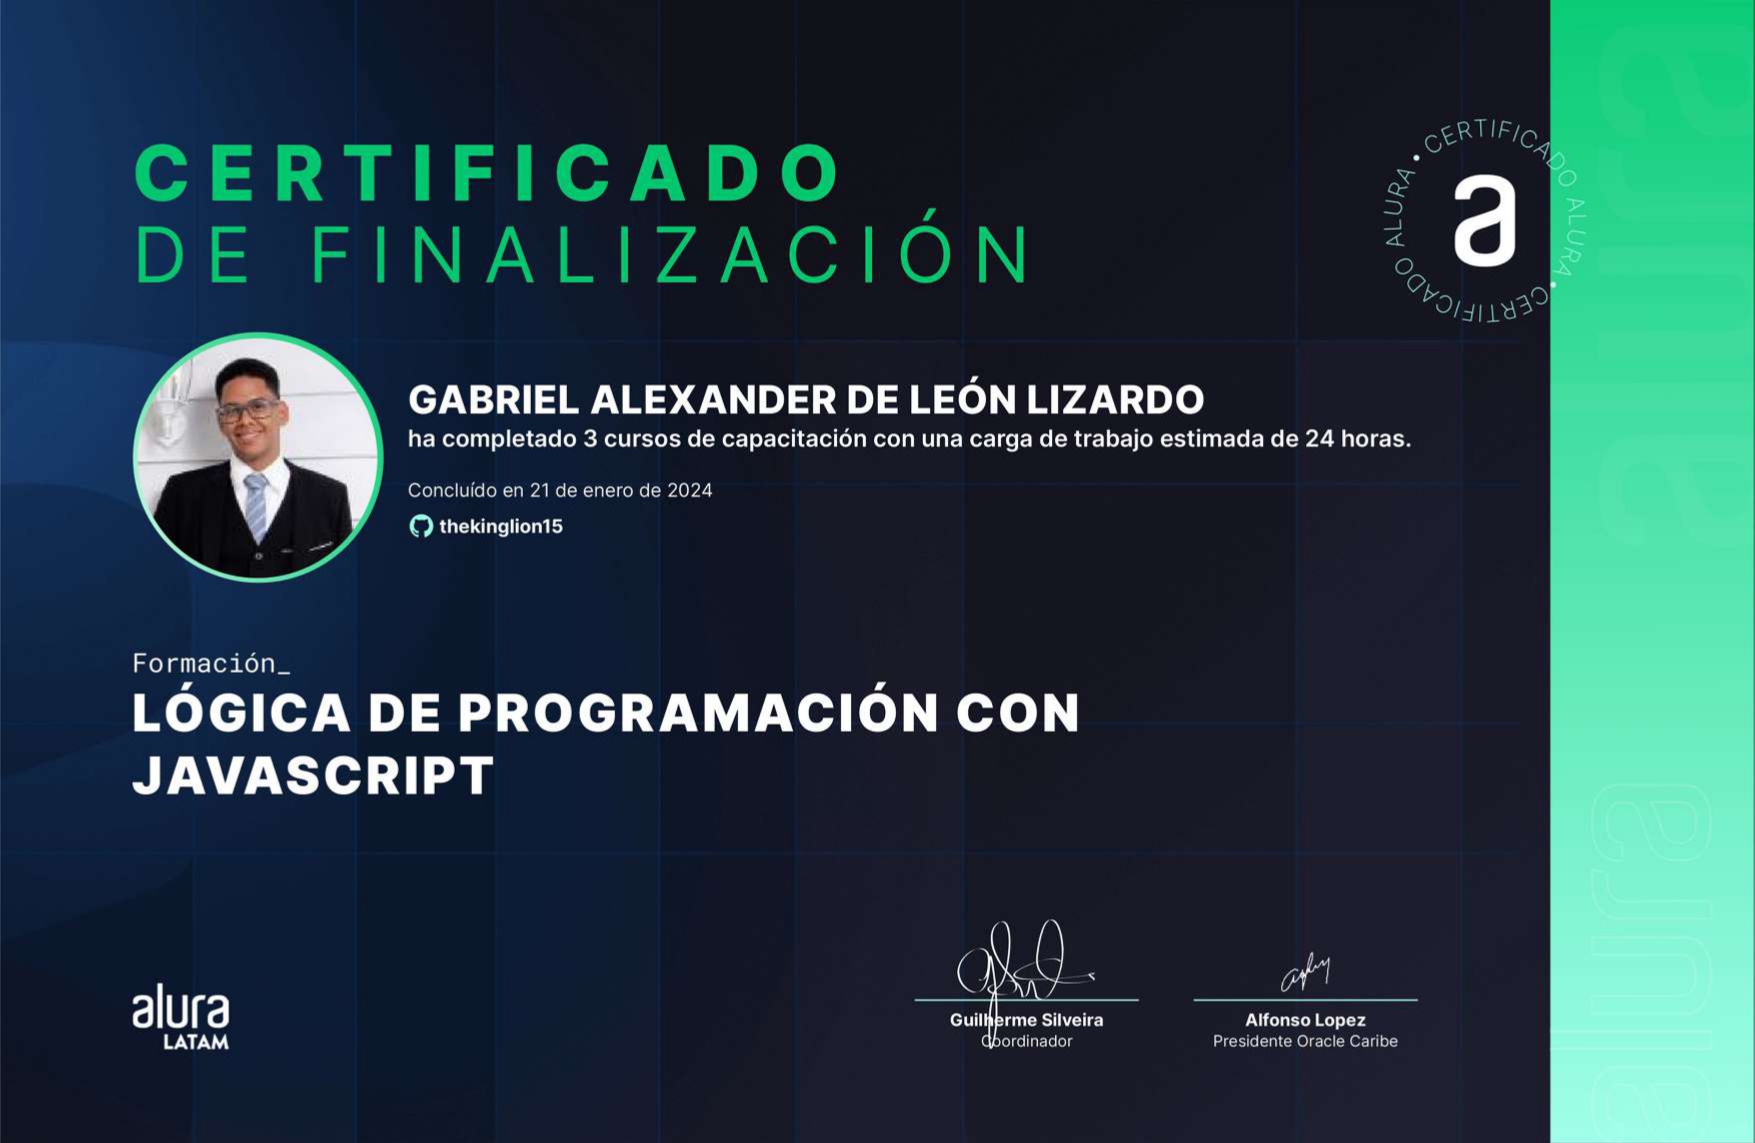 CERTIFICADO
DE FINALIZACIÓN
CERTIFICADO ALURA • CERTIFICADO ALURA •
a
GABRIEL ALEXANDER DE LEÓN LIZARDO
ha completado 3 cursos de capacitación con una carga de trabajo estimada de 24 horas.
Concluído en 21 de enero de 2024
thekinglion15
Formación_
LÓGICA DE PROGRAMACIÓN CON
JAVASCRIPT
alura
LATAM
Guilherme Silveira
Coordinador
Alfonso Lopez
Presidente Oracle Caribe
alura
alura